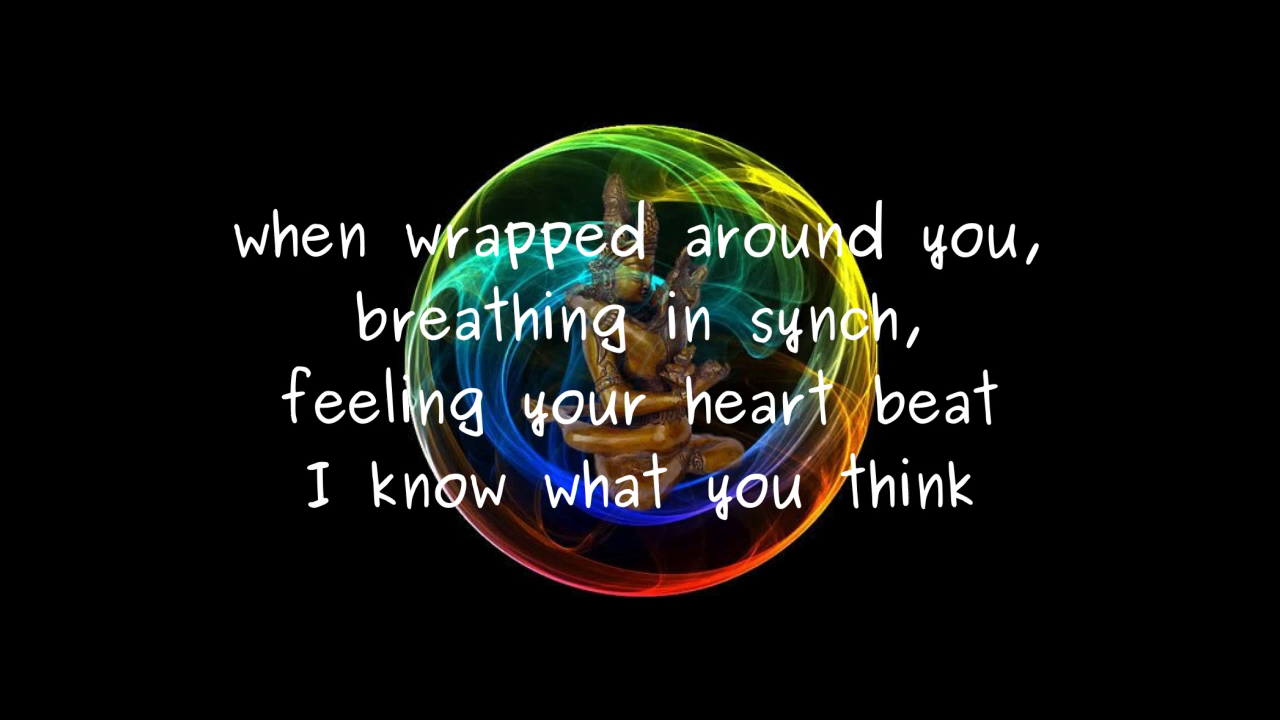 when wrapped around you,
breathing in synch,
feeling your heart beat
I know what you think